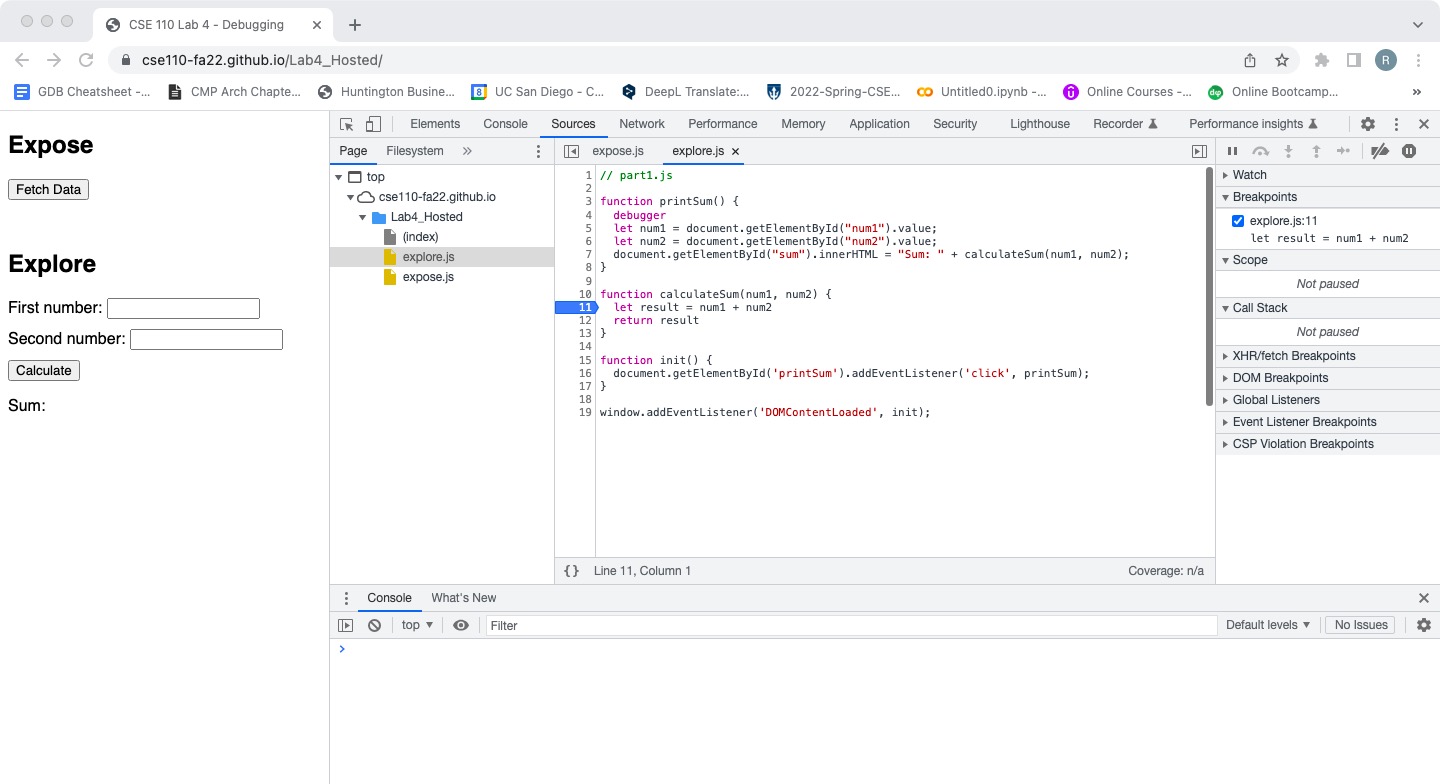 CSE 110 Lab 4 - Debugging
cse110-fa22.github.io/Lab4_Hosted/
R
GDB Cheatsheet -...
CMP Arch Chapte...
Huntington Busine...
8
UC San Diego - C...
DeepL Translate:...
2022-Spring-CSE...
Untitled0.ipynb -...
Online Courses -...
Online Bootcamp...
»
Expose
Fetch Data
Explore
First number:
Second number:
Calculate
Sum:
Elements Console Sources Network Performance Memory Application Security Lighthouse Recorder Performance insights
Page Filesystem »
top
cse110-fa22.github.io
Lab4_Hosted
(index)
explore.js
expose.js
expose.js explore.js
1 // part1.js
2
3 function printSum() {
4 debugger
5 let num1 = document.getElementById("num1").value;
6 let num2 = document.getElementById("num2").value;
7 document.getElementById("sum").innerHTML = "Sum: " + calculateSum(num1, num2);
8 }
9
10 function calculateSum(num1, num2) {
11 let result = num1 + num2
12 return result
13 }
14
15 function init() {
16 document.getElementById('printSum').addEventListener('click', printSum);
17 }
18
19 window.addEventListener('DOMContentLoaded', init);
{} Line 11, Column 1 Coverage: n/a
Watch
Breakpoints
explore.js:11
let result = num1 + num2
Scope
Not paused
Call Stack
Not paused
XHR/fetch Breakpoints
DOM Breakpoints
Global Listeners
Event Listener Breakpoints
CSP Violation Breakpoints
Console What's New
top Filter Default levels No Issues